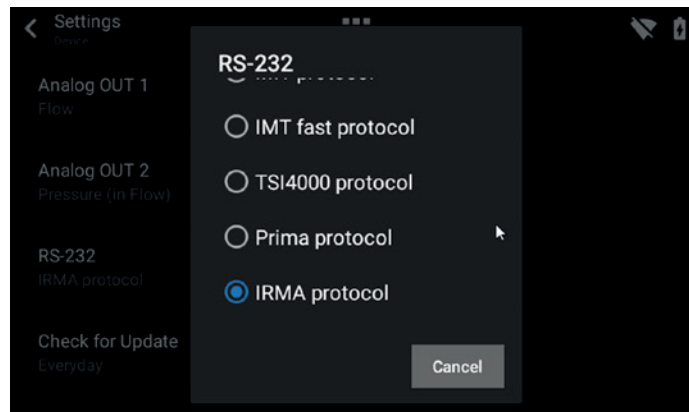 Settings
Device
Analog OUT 1
Flow
Analog OUT 2
Pressure (in Flow)
RS-232
IRMA protocol
Check for Update
Everyday
RS-232
IMT fast protocol
TSI4000 protocol
Prima protocol
IRMA protocol
Cancel